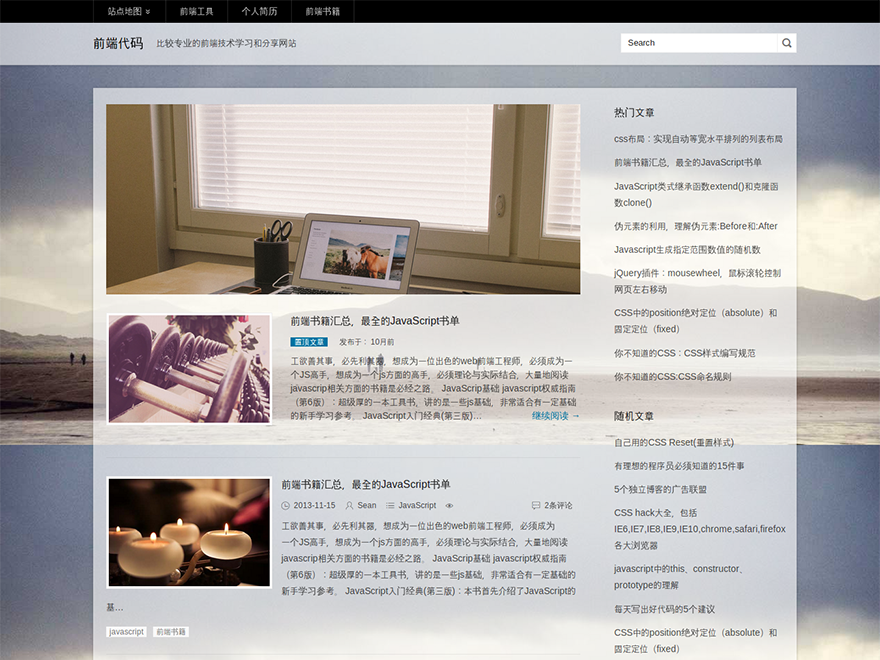 站点地图
前端工具
个人简历
前端书籍
前端代码
比较专业的前端技术学习和分享网站
Search
前端书籍汇总，最全的JavaScript书单
置顶文章 发布于： 10月前
工欲善其事，必先利其器，想成为一位出色的web前端工程师，必须成为一
个JS高手，想成为一个js方面的高手，必须理论与实践结合，大量地阅读
javascrip相关方面的书籍是必经之路。 JavaScrip基础 javascript权威指南
（第6版）：超级厚的一本工具书，讲的是一些js基础，非常适合有一定基础
的新手学习参考。 JavaScript入门经典(第三版)…
继续阅读 →
前端书籍汇总，最全的JavaScript书单
2013-11-15 Sean JavaScript 2条评论
工欲善其事，必先利其器，想成为一位出色的web前端工程师，必须成为
一个JS高手，想成为一个js方面的高手，必须理论与实践结合，大量地阅读
javascrip相关方面的书籍是必经之路。 JavaScrip基础 javascript权威指南
（第6版）：超级厚的一本工具书，讲的是一些js基础，非常适合有一定基础的
新手学习参考。 JavaScript入门经典(第三版)：本书首先介绍了JavaScript的
基…
javascript 前端书籍
热门文章
css布局：实现自动等宽水平排列的列表布局
前端书籍汇总，最全的JavaScript书单
JavaScript类式继承函数extend()和克隆函
数clone()
伪元素的利用，理解伪元素:Before和:After
Javascript生成指定范围数值的随机数
jQuery插件：mousewheel，鼠标滚轮控制
网页左右移动
CSS中的position绝对定位（absolute）和
固定定位（fixed）
你不知道的CSS：CSS样式编写规范
你不知道的CSS:CSS命名规则
随机文章
自己用的CSS Reset(重置样式)
有理想的程序员必须知道的15件事
5个独立博客的广告联盟
CSS hack大全，包括
IE6,IE7,IE8,IE9,IE10,chrome,safari,firefox
各大浏览器
javascript中的this、constructor、
prototype的理解
每天写出好代码的5个建议
CSS中的position绝对定位（absolute）和
固定定位（fixed）